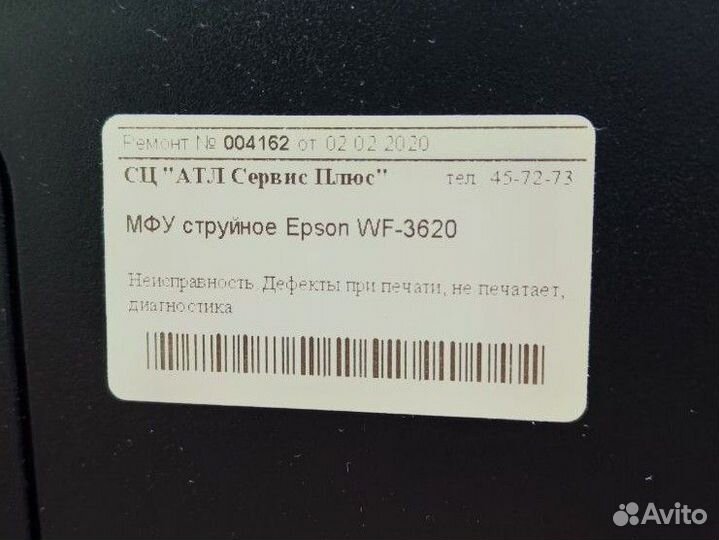 Ремонт № 004162 от 02 02 2020
СЦ "АТЛ Сервис Плюс" тел 45-72-73
МФУ струйное Epson WF-3620
Неисправность Дефекты при печати, не печатает,
диагностика
Avito